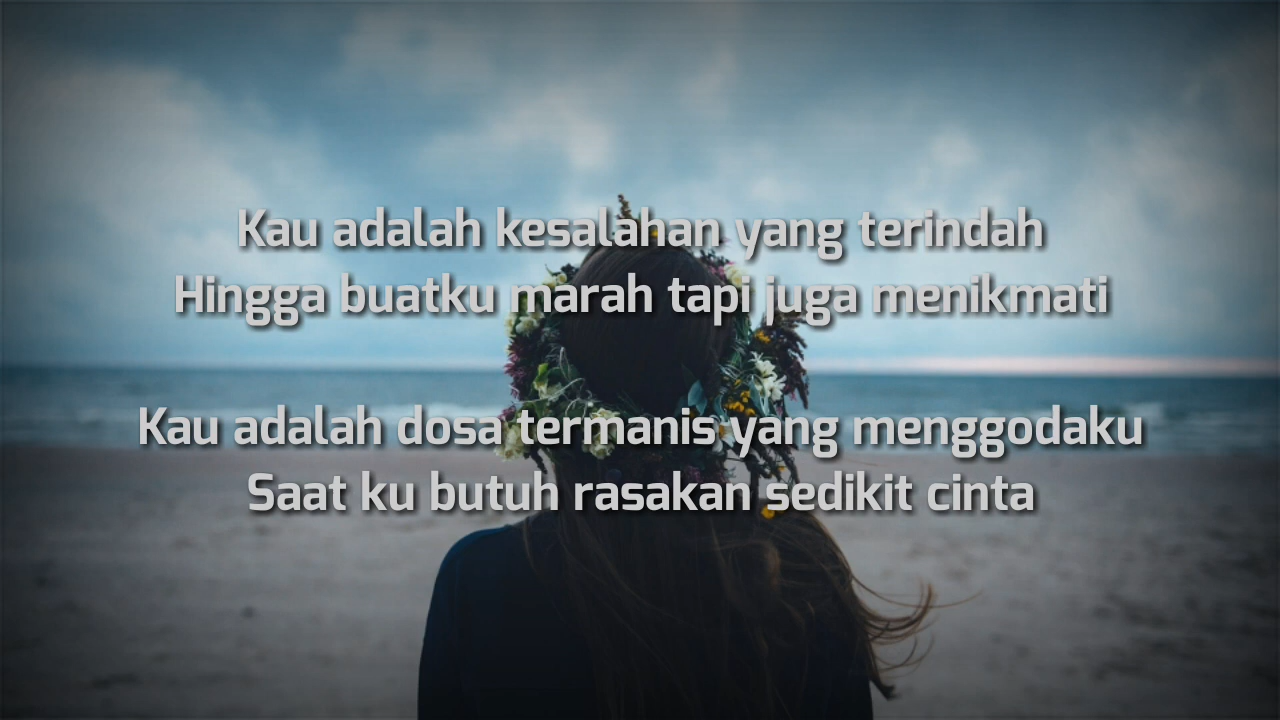 Kau adalah kesalahan yang terindah
Hingga buatku marah tapi juga menikmati
Kau adalah dosa termanis yang menggodaku
Saat ku butuh rasakan sedikit cinta